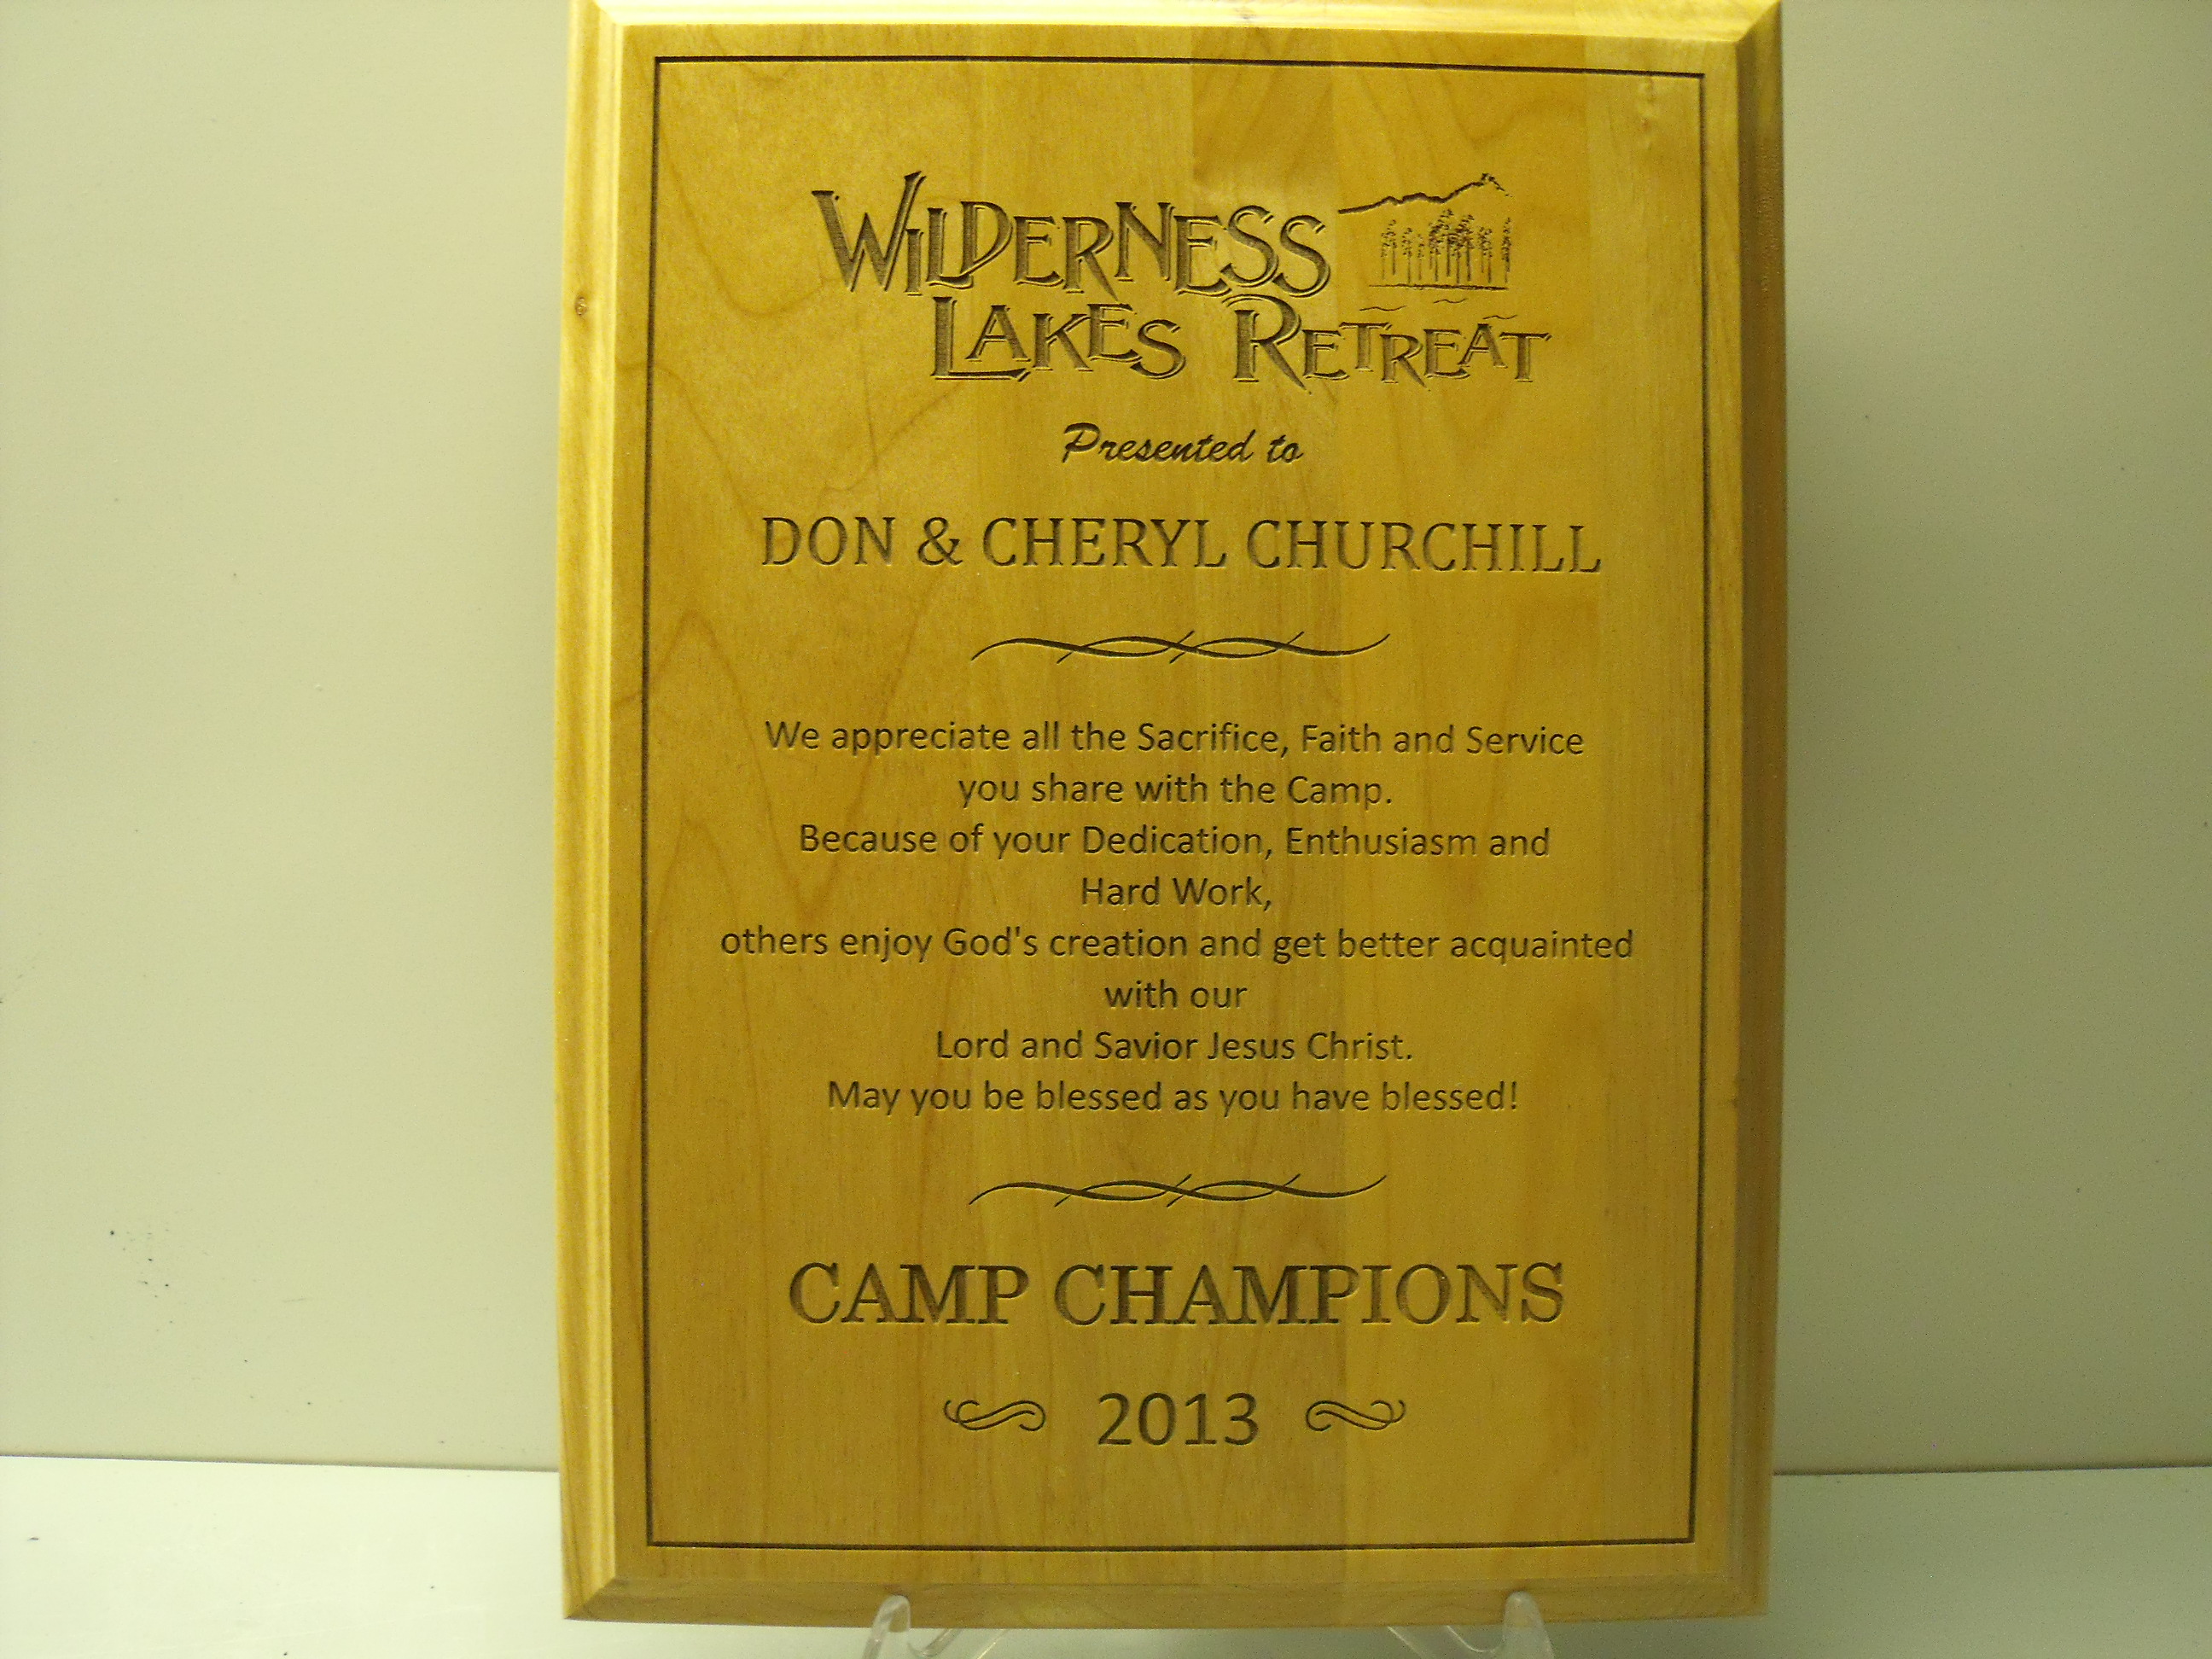 WILDERNESS
LAKES RETREAT
Presented to
DON & CHERYL CHURCHILL
We appreciate all the Sacrifice, Faith and Service
you share with the Camp.
Because of your Dedication, Enthusiasm and
Hard Work,
others enjoy God's creation and get better acquainted
with our
Lord and Savior Jesus Christ.
May you be blessed as you have blessed!
CAMP CHAMPIONS
2013